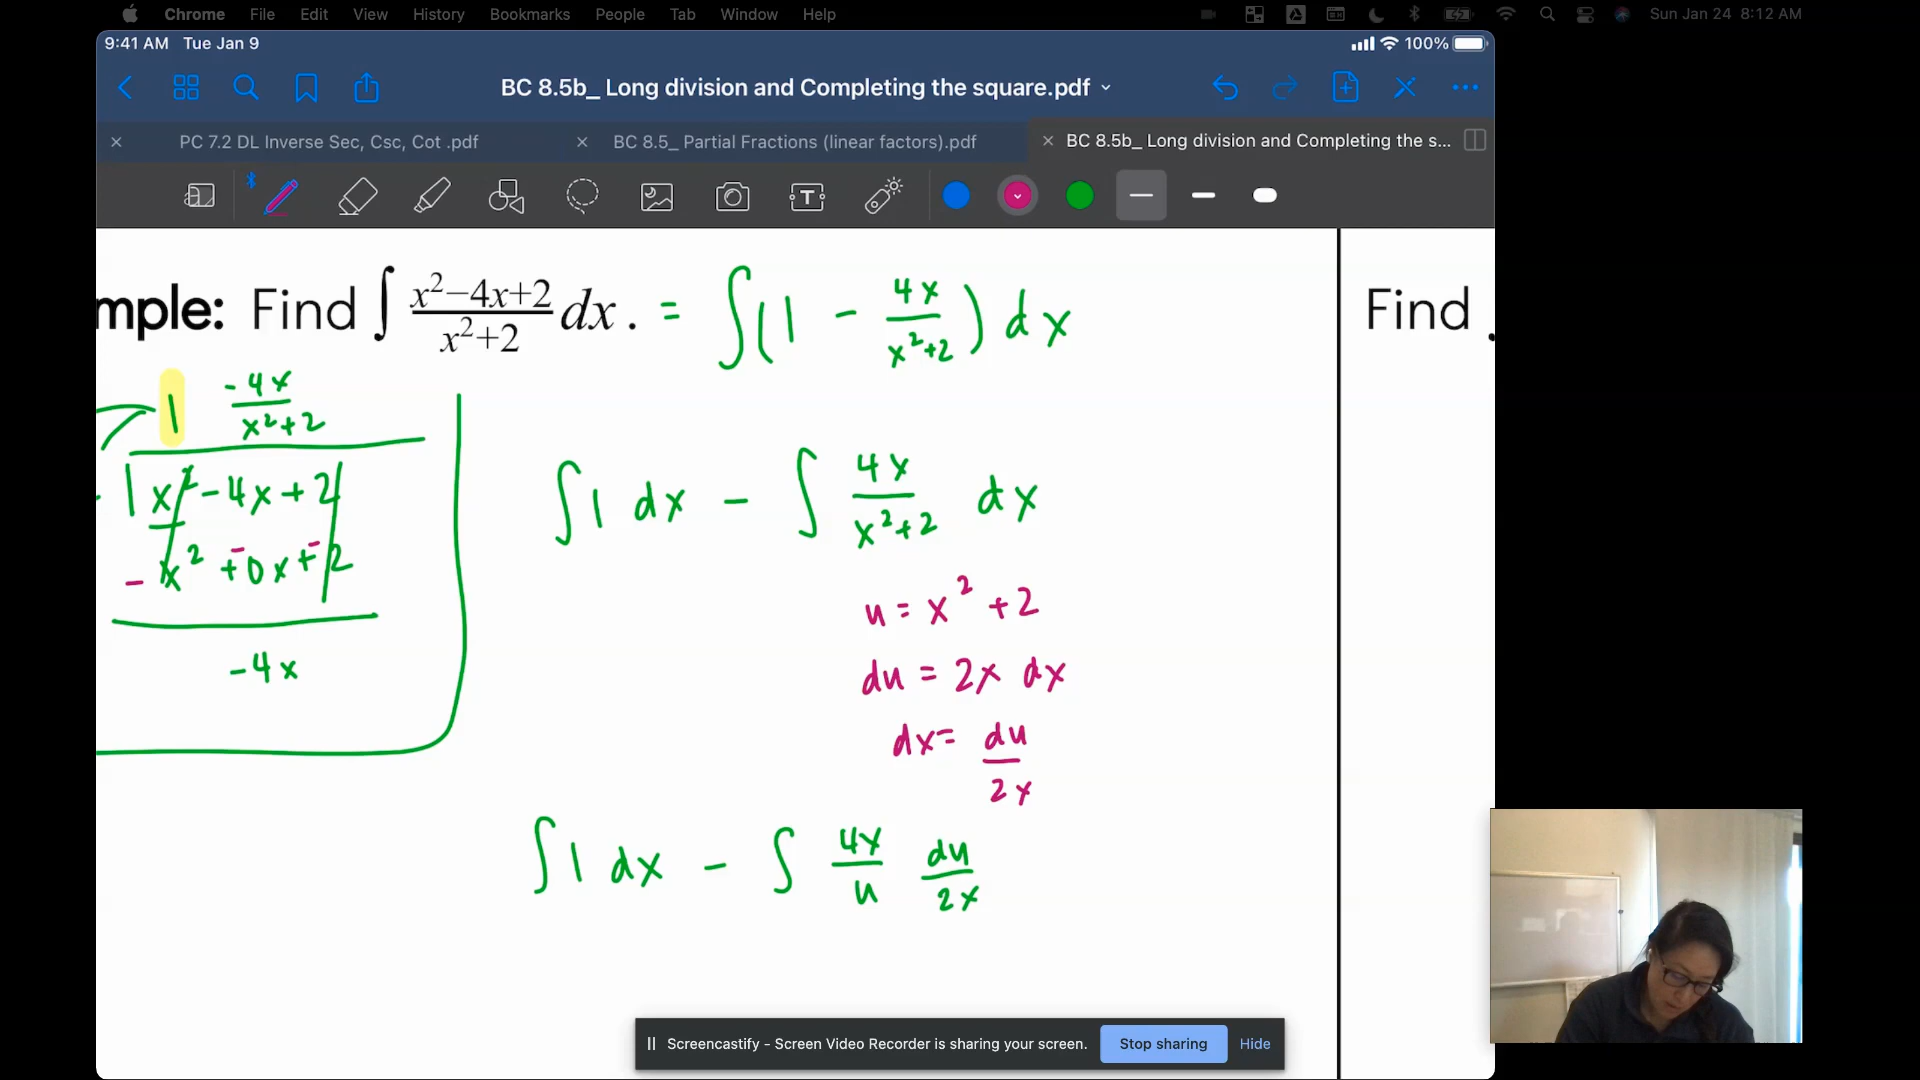 Chrome File Edit View History Bookmarks People Tab Window Help Sun Jan 24 8:12 AM
9:41 AM Tue Jan 9 100%
BC 8.5b_ Long division and Completing the square.pdf
PC 7.2 DL Inverse Sec, Csc, Cot .pdf BC 8.5_ Partial Fractions (linear factors).pdf BC 8.5b_ Long division and Completing the s...
T
mple: Find ∫ (x²−4x+2)/(x²+2) dx. = ∫(1 - 4x/(x²+2)) dx
Find
1 -4x/(x²+2)
x² - 4x + 2
- x² + 0x + 2
- -
-4x
∫1 dx - ∫ 4x/(x²+2) dx
u = x² + 2
du = 2x dx
dx = du/2x
∫1 dx - ∫ 4x/u du/2x
Screencastify - Screen Video Recorder is sharing your screen. Stop sharing Hide